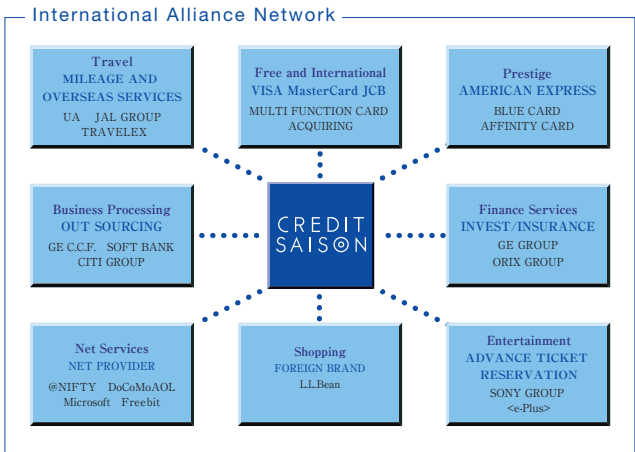 International Alliance Network
Travel
MILEAGE AND
OVERSEAS SERVICES
UA JAL GROUP
TRAVELEX
Free and International
VISA MasterCard JCB
MULTI FUNCTION CARD
ACQUIRING
Prestige
AMERICAN EXPRESS
BLUE CARD
AFFINITY CARD
Business Processing
OUT SOURCING
GE C.C.F. SOFT BANK
CITI GROUP
CREDIT
SAISON
Finance Services
INVEST/INSURANCE
GE GROUP
ORIX GROUP
Net Services
NET PROVIDER
@NIFTY DoCoMoAOL
Microsoft Freebit
Shopping
FOREIGN BRAND
L.L.Bean
Entertainment
ADVANCE TICKET
RESERVATION
SONY GROUP
<e-Plus>